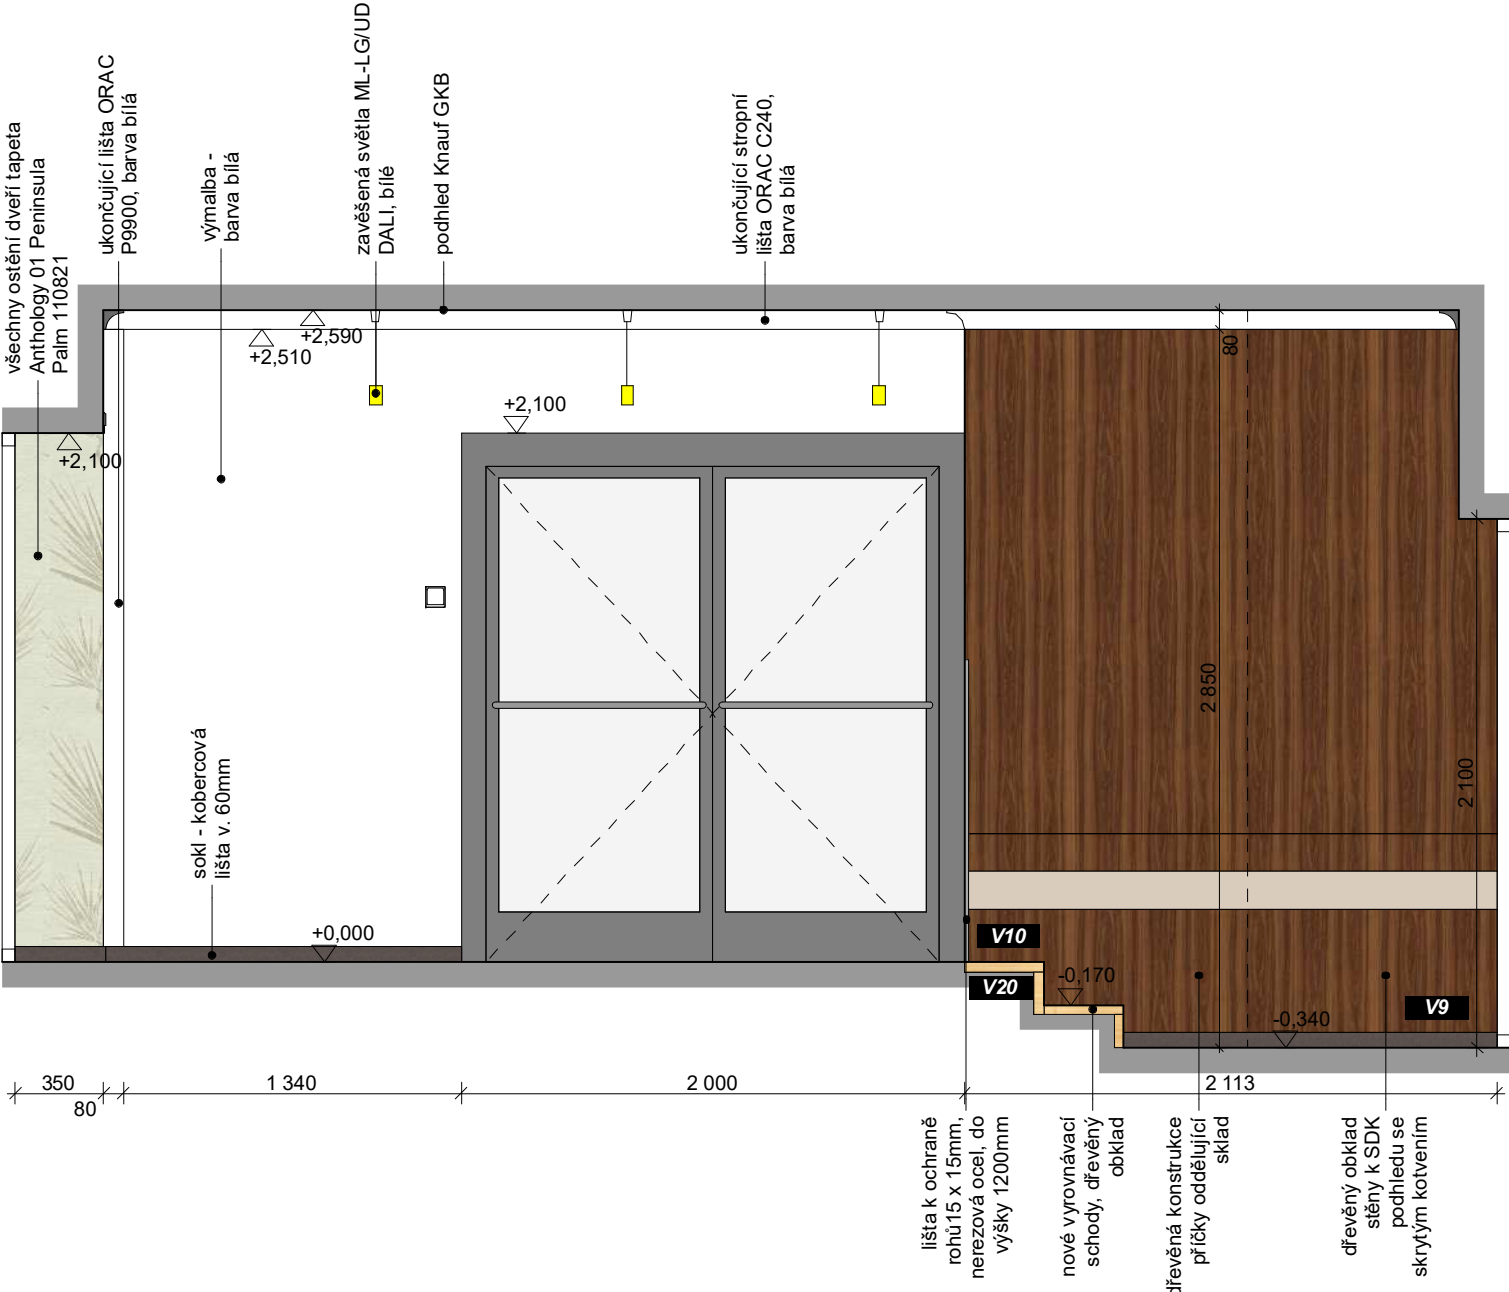 všechny ostění dveří tapeta
Anthology 01 Peninsula
Palm 110821
ukončující lišta ORAC
P9900, barva bílá
výmalba -
barva bílá
zavěšená světla ML-LG/UD
DALI, bílé
podhled Knauf GKB
ukončující stropní
lišta ORAC C240,
barva bílá
+2,590
+2,510
80
+2,100
+2,100
2 850
2 100
sokl - kobercová
lišta v. 60mm
+0,000
V10
V20
-0,170
V9
-0,340
350
80
1 340
2 000
2 113
lišta k ochraně
rohů15 x 15mm,
nerezová ocel, do
výšky 1200mm
nové vyrovnávací
schody, dřevěný
obklad
dřevěná konstrukce
příčky oddělující
sklad
dřevěný obklad
stěny k SDK
podhledu se
skrytým kotvením